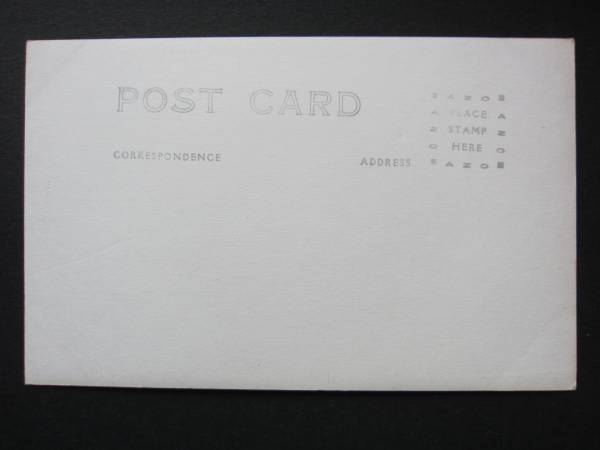 POST CARD
CORRESPONDENCE
ADDRESS
PLACE
STAMP
HERE